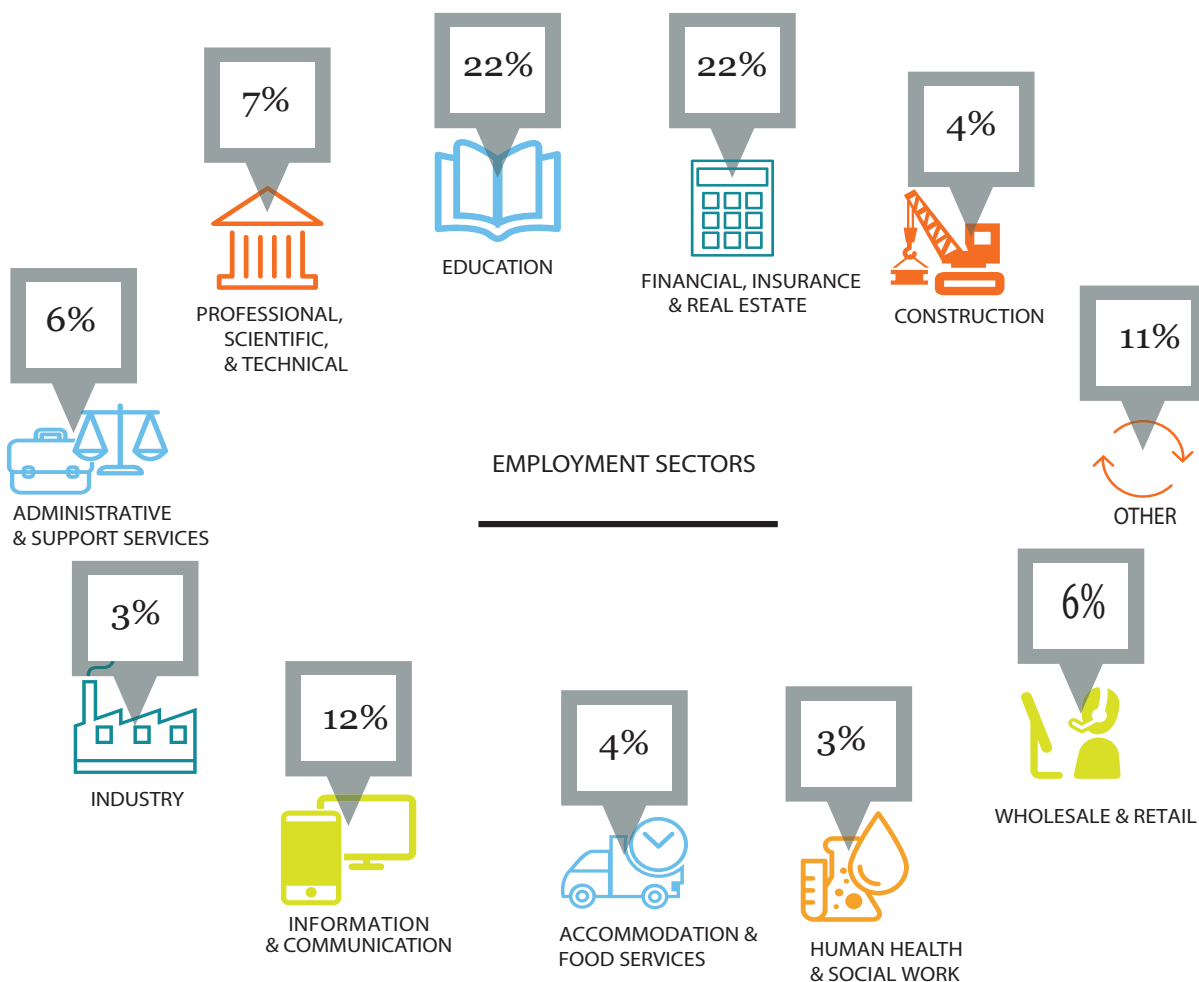 22%
EDUCATION
22%
FINANCIAL, INSURANCE
& REAL ESTATE
4%
CONSTRUCTION
11%
OTHER
6%
WHOLESALE & RETAIL
3%
HUMAN HEALTH
& SOCIAL WORK
4%
ACCOMMODATION &
FOOD SERVICES
12%
INFORMATION
& COMMUNICATION
3%
INDUSTRY
6%
ADMINISTRATIVE
& SUPPORT SERVICES
7%
PROFESSIONAL,
SCIENTIFIC,
& TECHNICAL
EMPLOYMENT SECTORS